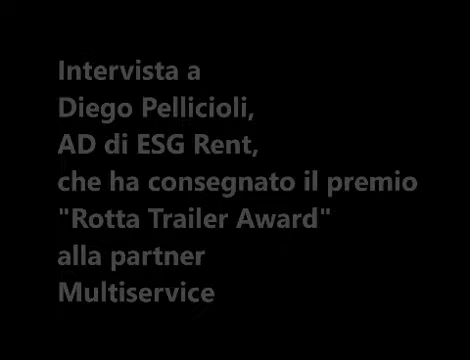 Intervista a
Diego Pellicioli,
AD di ESG Rent,
che ha consegnato il premio
"Rotta Trailer Award"
alla partner
Multiservice